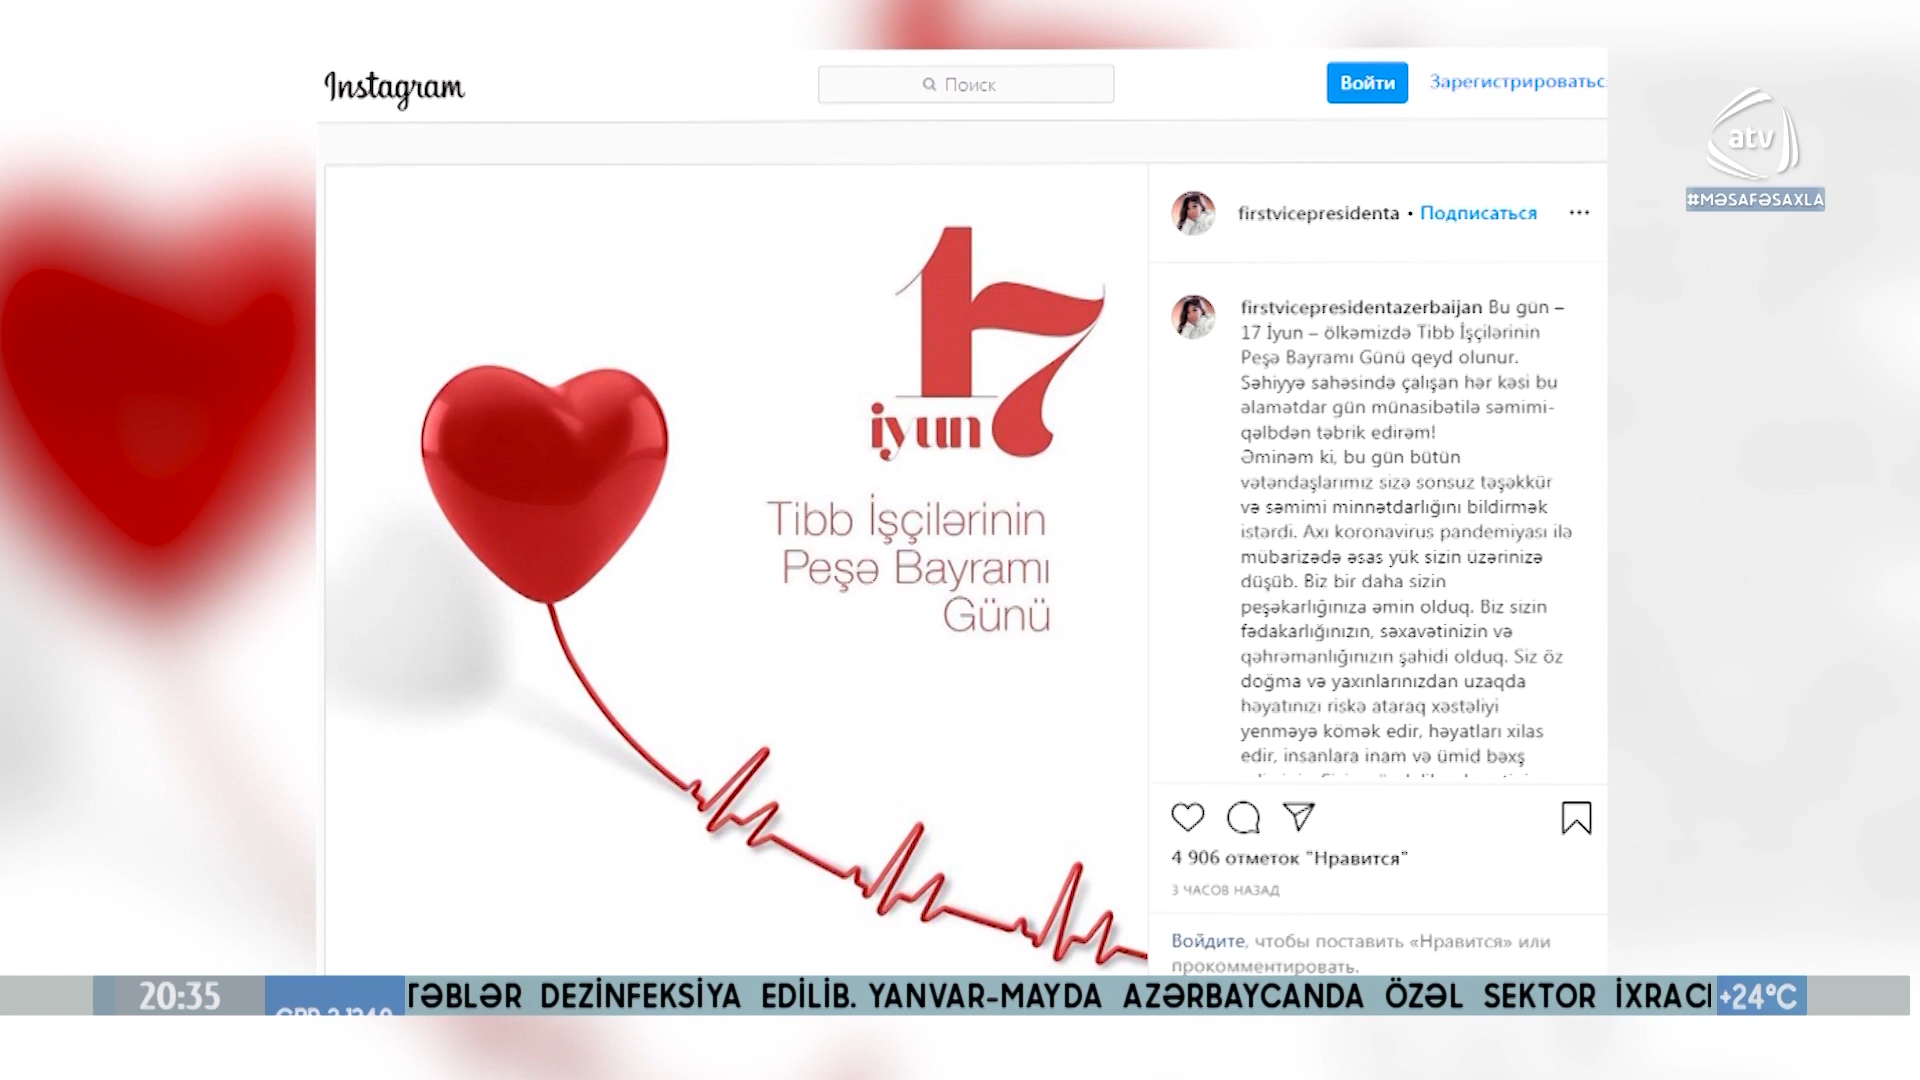 Instagram
Поиск
Войти
Зарегистрироватьс
atv
#MƏSAFƏSAXLA
17
iyun
Tibb İşçilərinin
Peşə Bayramı
Günü
firstvicepresidenta • Подписаться
firstvicepresidentazerbaijan Bu gün –
17 İyun – ölkəmizdə Tibb İşçilərinin
Peşə Bayramı Günü qeyd olunur.
Səhiyyə sahəsində çalışan hər kəsi bu
əlamətdar gün münasibətilə səmimi-
qəlbdən təbrik edirəm!
Əminəm ki, bu gün bütün
vətəndaşlarımız sizə sonsuz təşəkkür
və səmimi minnətdarlığını bildirmək
istərdi. Axı koronavirus pandemiyası ilə
mübarizədə əsas yük sizin üzərinizə
düşüb. Biz bir daha sizin
peşəkarlığınıza əmin olduq. Biz sizin
fədakarlığınızın, səxavətinizin və
qəhrəmanlığınızın şahidi olduq. Siz öz
doğma və yaxınlarınızdan uzaqda
həyatınızı riskə ataraq xəstəliyi
yenməyə kömək edir, həyatları xilas
edir, insanlara inam və ümid bəxş
4 906 отметок "Нравится"
3 ЧАСОВ НАЗАД
Войдите, чтобы поставить «Нравится» или
прокомментировать.
20:35
TƏBLƏR DEZİNFEKSİYA EDİLİB. YANVAR-MAYDA AZƏRBAYCANDA ÖZƏL SEKTOR İXRACI
+24°C